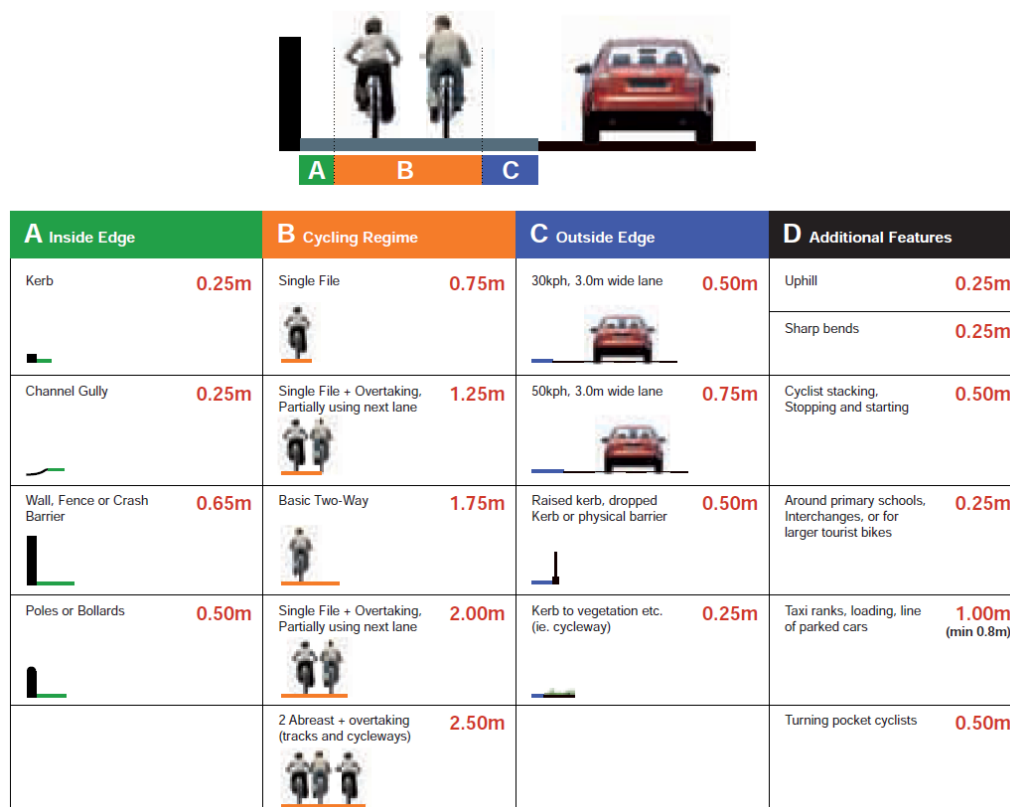 A B C
A Inside Edge
B Cycling Regime
C Outside Edge
D Additional Features
Kerb
0.25m
Single File
0.75m
30kph, 3.0m wide lane
0.50m
Uphill
0.25m
Sharp bends
0.25m
Channel Gully
0.25m
Single File + Overtaking,
Partially using next lane
1.25m
50kph, 3.0m wide lane
0.75m
Cyclist stacking,
Stopping and starting
0.50m
Wall, Fence or Crash
Barrier
0.65m
Basic Two-Way
1.75m
Raised kerb, dropped
Kerb or physical barrier
0.50m
Around primary schools,
Interchanges, or for
larger tourist bikes
0.25m
Poles or Bollards
0.50m
Single File + Overtaking,
Partially using next lane
2.00m
Kerb to vegetation etc.
(ie. cycleway)
0.25m
Taxi ranks, loading, line
of parked cars
1.00m
(min 0.8m)
2 Abreast + overtaking
(tracks and cycleways)
2.50m
Turning pocket cyclists
0.50m